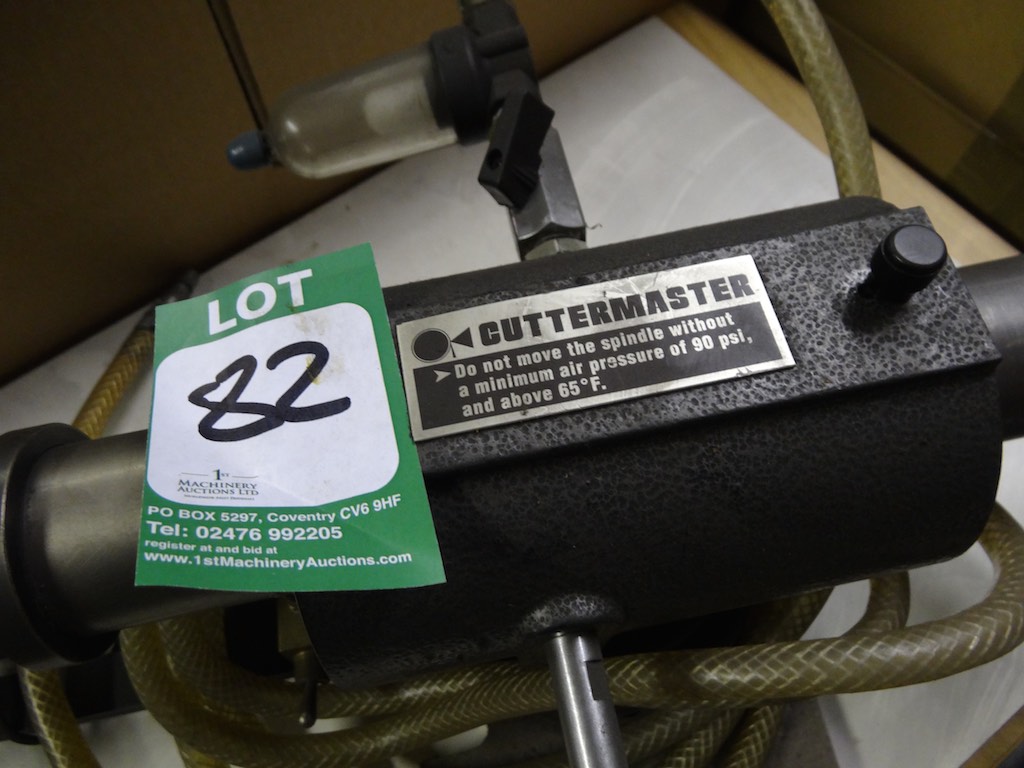 LOT
82
1ST
MACHINERY
AUCTIONS LTD
PO BOX 5297, Coventry CV6 9HF
Tel: 02476 992205
register at and bid at
www.1stMachineryAuctions.com
CUTTERMASTER
Do not move the spindle without
a minimum air pressure of 90 psi,
and above 65°F.